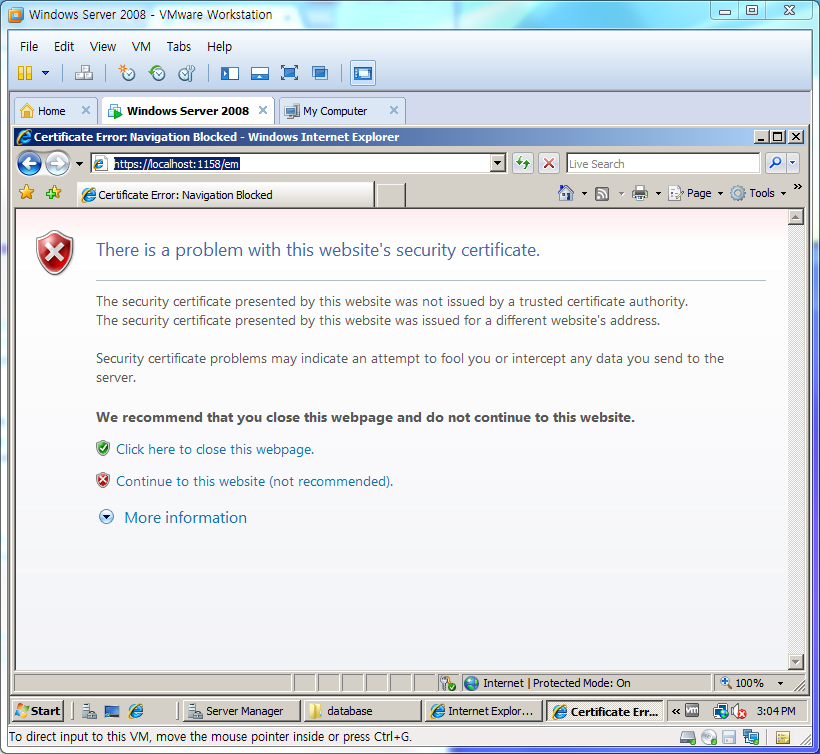 Windows Server 2008 - VMware Workstation
File Edit View VM Tabs Help
Home Windows Server 2008 My Computer
Certificate Error: Navigation Blocked - Windows Internet Explorer
https://localhost:1158/em Live Search
Certificate Error: Navigation Blocked Page Tools »
There is a problem with this website's security certificate.
The security certificate presented by this website was not issued by a trusted certificate authority.
The security certificate presented by this website was issued for a different website's address.
Security certificate problems may indicate an attempt to fool you or intercept any data you send to the
server.
We recommend that you close this webpage and do not continue to this website.
Click here to close this webpage.
Continue to this website (not recommended).
More information
Internet | Protected Mode: On 100%
Start Server Manager database Internet Explor... Certificate Err... « vm 3:04 PM
To direct input to this VM, move the mouse pointer inside or press Ctrl+G.